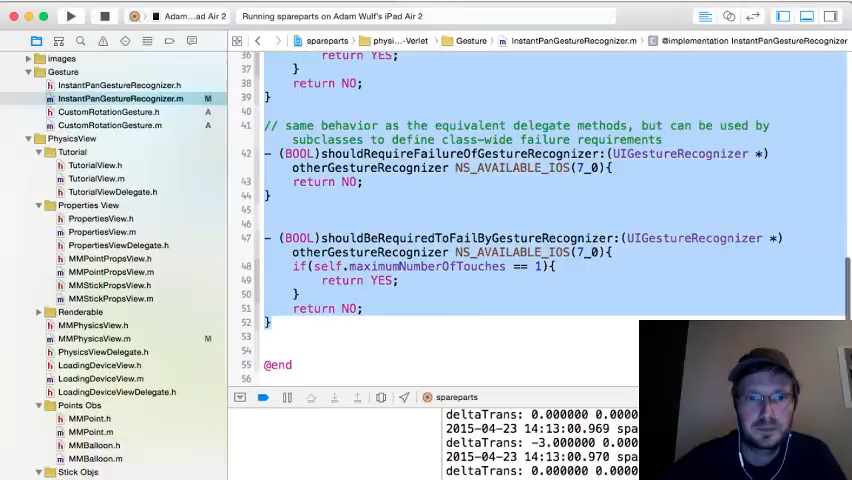 Adam...ad Air 2
Running spareparts on Adam Wulf's iPad Air 2
spareparts
physi...-Verlet
Gesture
InstantPanGestureRecognizer.m
@implementation InstantPanGestureRecognizer
images
Gesture
InstantPanGestureRecognizer.h
InstantPanGestureRecognizer.m M
CustomRotationGesture.h A
CustomRotationGesture.m A
PhysicsView
Tutorial
TutorialView.h
TutorialView.m
TutorialViewDelegate.h
Properties View
PropertiesView.h
PropertiesView.m
PropertiesViewDelegate.h
MMPointPropsView.h
MMPointPropsView.m
MMStickPropsView.h
MMStickPropsView.m
Renderable
MMPhysicsView.h
MMPhysicsView.m M
PhysicsViewDelegate.h
LoadingDeviceView.h
LoadingDeviceView.m
LoadingDeviceViewDelegate.h
Points Obs
MMPoint.h
MMPoint.m
MMBalloon.h
MMBalloon.m
Stick Objs
36 return YES;
37 }
38 return NO;
39 }
40
41 // same behavior as the equivalent delegate methods, but can be used by
subclasses to define class-wide failure requirements
42 - (BOOL)shouldRequireFailureOfGestureRecognizer:(UIGestureRecognizer *)
otherGestureRecognizer NS_AVAILABLE_IOS(7_0){
43 return NO;
44 }
45
46
47 - (BOOL)shouldBeRequiredToFailByGestureRecognizer:(UIGestureRecognizer *)
otherGestureRecognizer NS_AVAILABLE_IOS(7_0){
48 if(self.maximumNumberOfTouches == 1){
49 return YES;
50 }
51 return NO;
52 }
53
54
55 @end
56
spareparts
deltaTrans: 0.000000 0.0000
2015-04-23 14:13:00.969 spa
deltaTrans: -3.000000 0.000
2015-04-23 14:13:00.970 spa
deltaTrans: 0.000000 0.0000